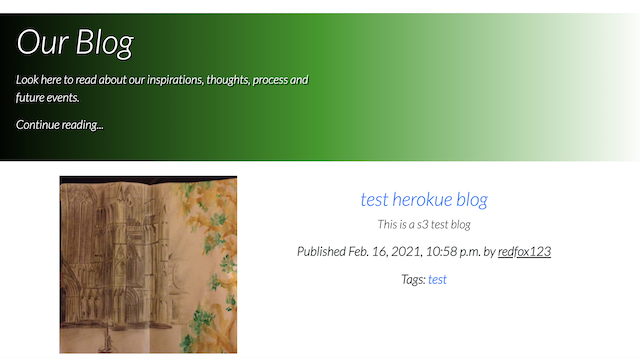 Our Blog
Look here to read about our inspirations, thoughts, process and
future events.
Continue reading...
test herokue blog
This is a s3 test blog
Published Feb. 16, 2021, 10:58 p.m. by redfox123
Tags: test